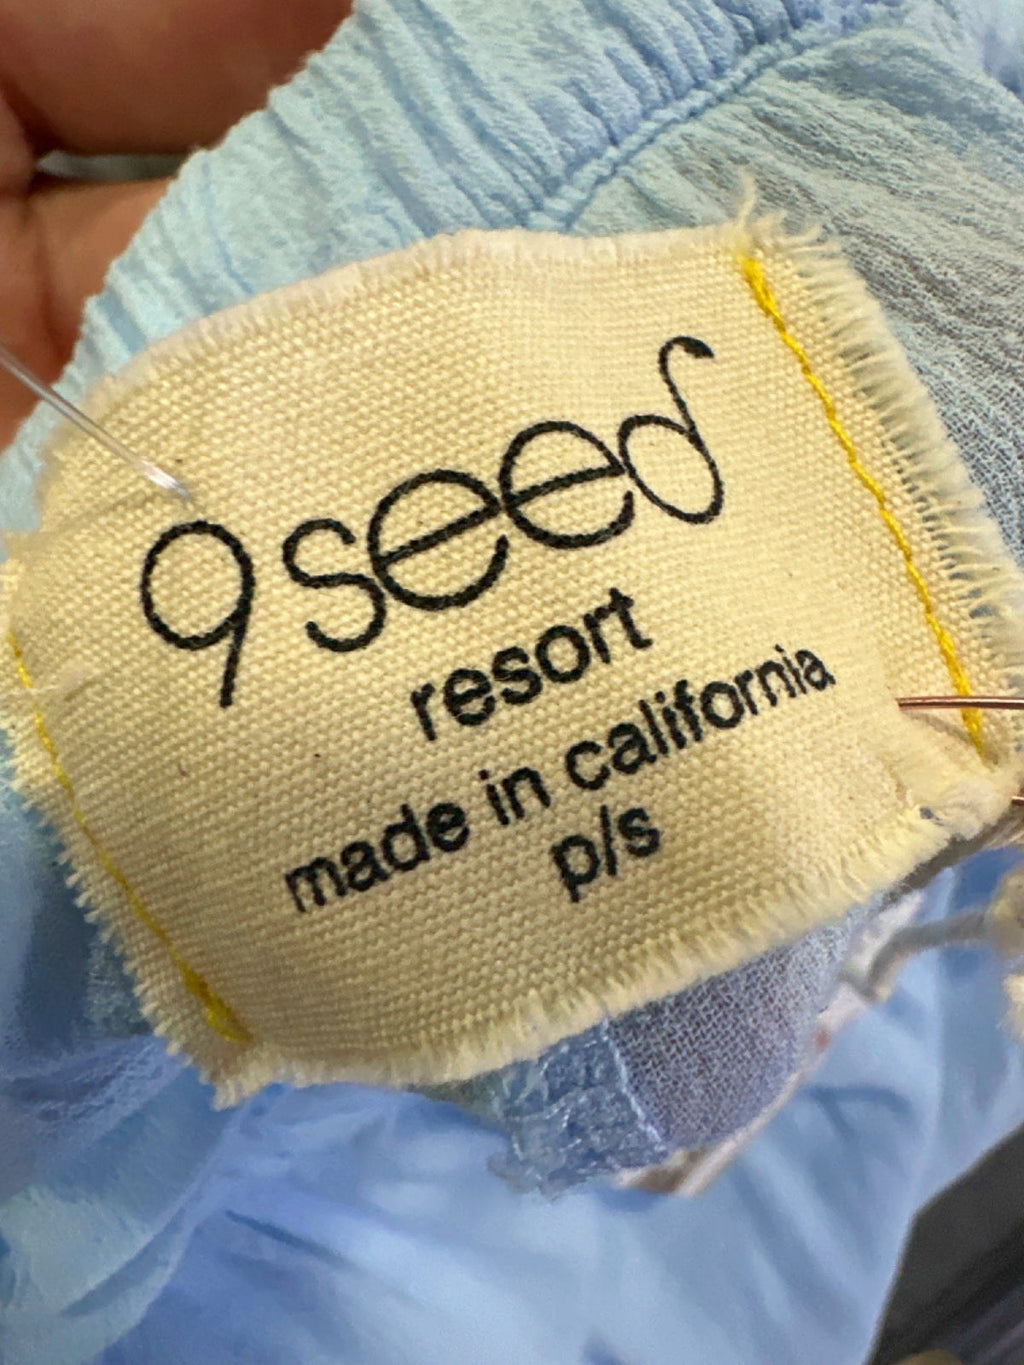 9seed
resort
made in california
p/s